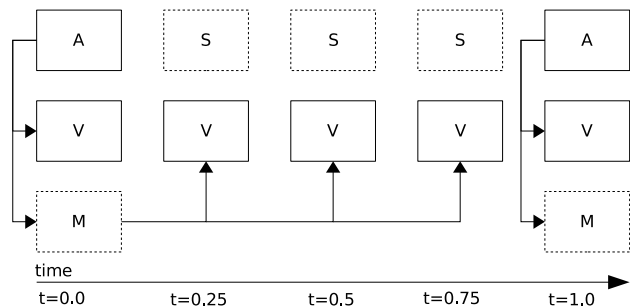 A S S S A
V V V V V
M M
time
t=0.0 t=0.25 t=0.5 t=0.75 t=1.0